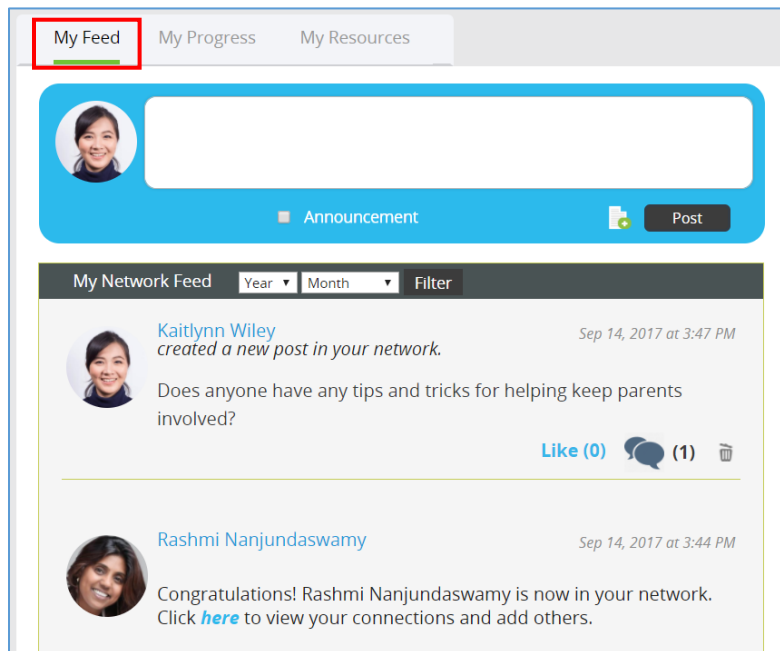 My Feed My Progress My Resources
Announcement Post
My Network Feed Year Month Filter
Kaitlynn Wiley Sep 14, 2017 at 3:47 PM
created a new post in your network.
Does anyone have any tips and tricks for helping keep parents
involved?
Like (0) (1)
Rashmi Nanjundaswamy Sep 14, 2017 at 3:44 PM
Congratulations! Rashmi Nanjundaswamy is now in your network.
Click here to view your connections and add others.